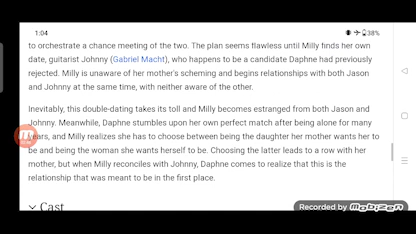 1:04
38%
to orchestrate a chance meeting of the two. The plan seems flawless until Milly finds her own
date, guitarist Johnny (Gabriel Macht), who happens to be a candidate Daphne had previously
rejected. Milly is unaware of her mother's scheming and begins relationships with both Jason
and Johnny at the same time, with neither aware of the other.
Inevitably, this double-dating takes its toll and Milly becomes estranged from both Jason and
Johnny. Meanwhile, Daphne stumbles upon her own perfect match after being alone for many
years, and Milly realizes she has to choose between being the daughter her mother wants her to
be and being the woman she wants herself to be. Choosing the latter leads to a row with her
mother, but when Milly reconciles with Johnny, Daphne comes to realize that this is the
relationship that was meant to be in the first place.
Cast
Recorded by Mobizen